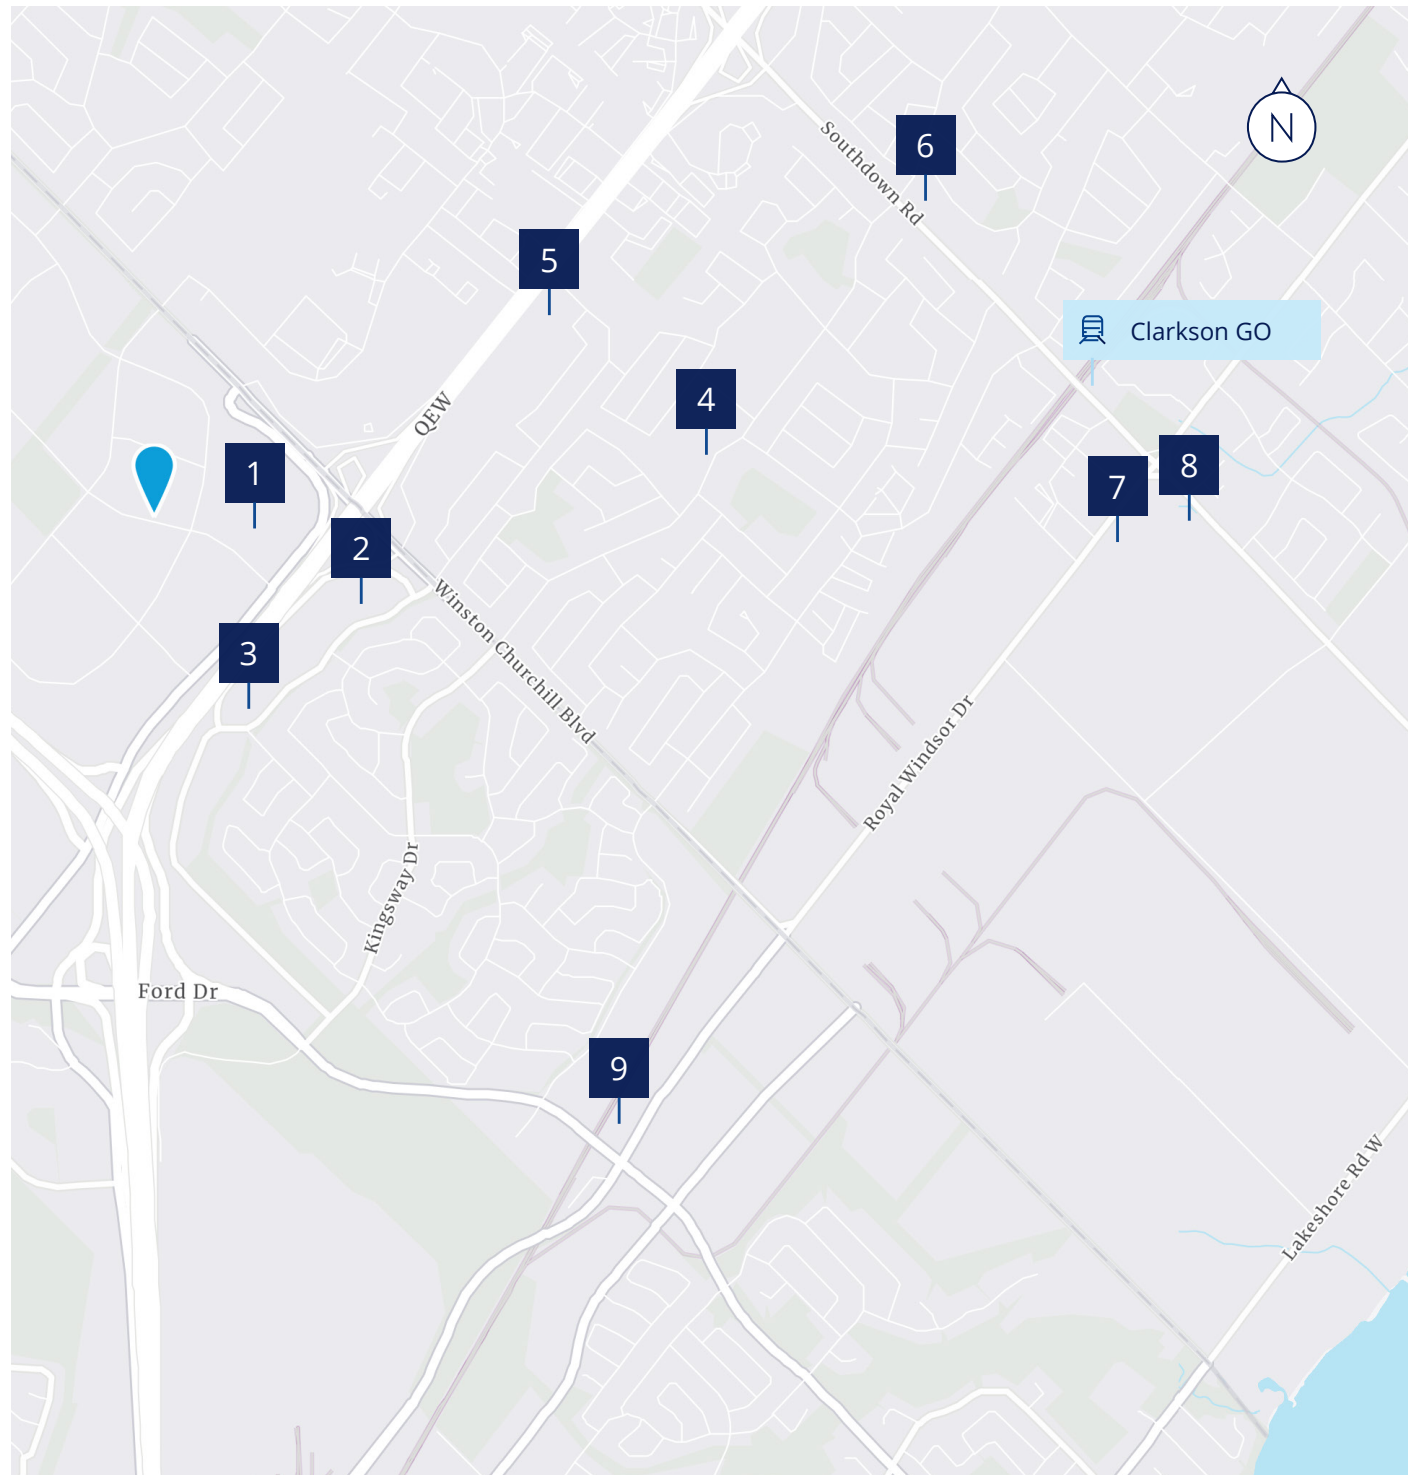 N
6
Southdown Rd
5
Clarkson GO
4
QEW
1
8
7
2
Winston Churchill Blvd
3
Royal Windsor Dr
Kingsway Dr
Ford Dr
9
Lakeshore Rd W